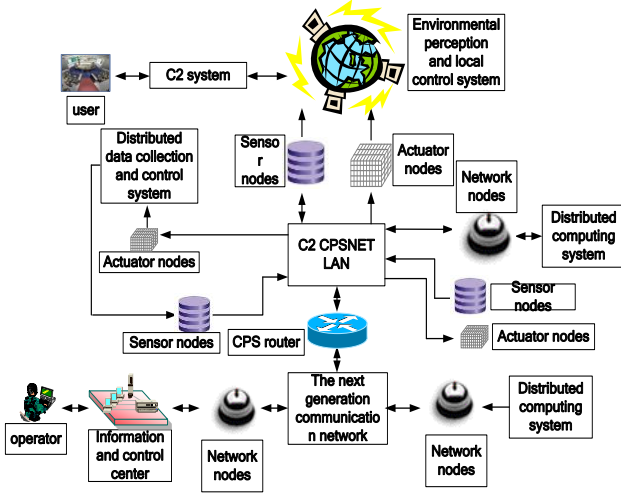 Environmental
perception
and local
control system
C2 system
user
Distributed
data collection
and control
system
Senso
r
nodes
Actuator
nodes
Network
nodes
Distributed
computing
system
C2 CPSNET
LAN
Actuator nodes
Sensor
nodes
Sensor nodes
CPS router
Actuator nodes
The next
generation
communicatio
n network
Distributed
computing
system
operator
Information
and control
center
Network
nodes
Network
nodes